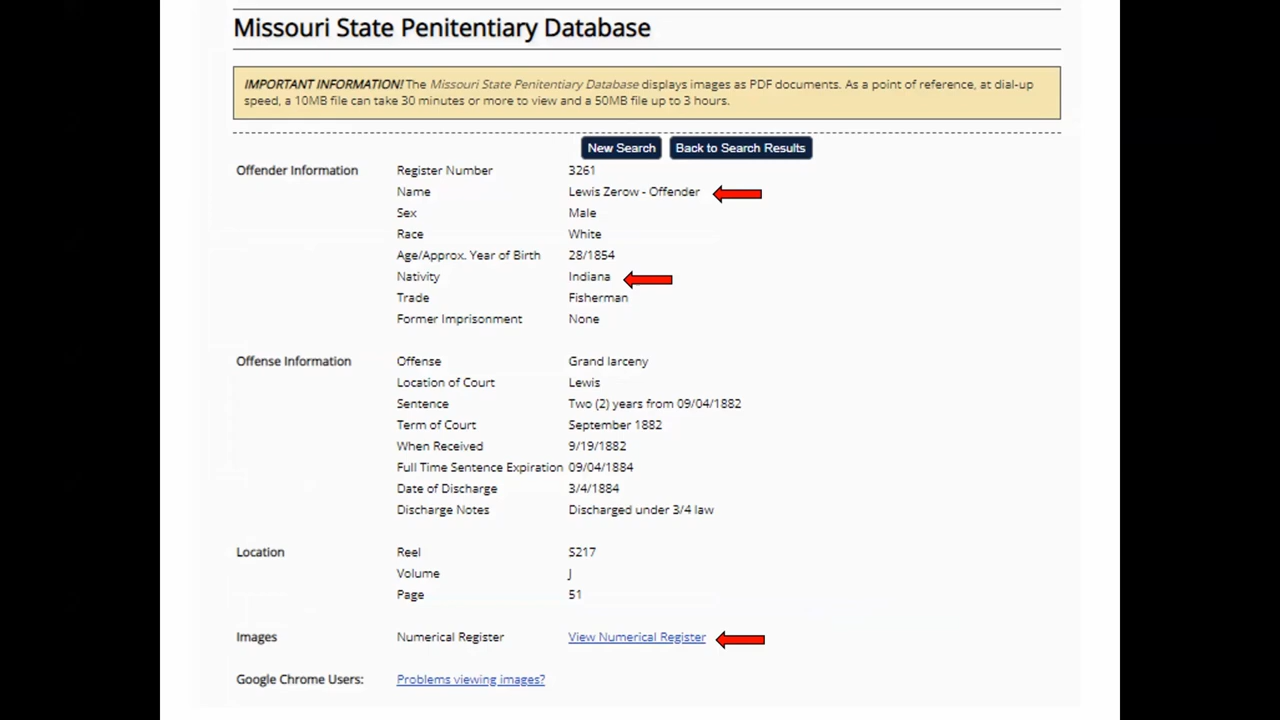 Missouri State Penitentiary Database
IMPORTANT INFORMATION! The Missouri State Penitentiary Database displays images as PDF documents. As a point of reference, at dial-up
speed, a 10MB file can take 30 minutes or more to view and a 50MB file up to 3 hours.
New Search Back to Search Results
Offender Information Register Number 3261
Name Lewis Zerow - Offender
Sex Male
Race White
Age/Approx. Year of Birth 28/1854
Nativity Indiana
Trade Fisherman
Former Imprisonment None
Offense Information Offense Grand larceny
Location of Court Lewis
Sentence Two (2) years from 09/04/1882
Term of Court September 1882
When Received 9/19/1882
Full Time Sentence Expiration 09/04/1884
Date of Discharge 3/4/1884
Discharge Notes Discharged under 3/4 law
Location Reel S217
Volume J
Page 51
Images Numerical Register View Numerical Register
Google Chrome Users: Problems viewing images?